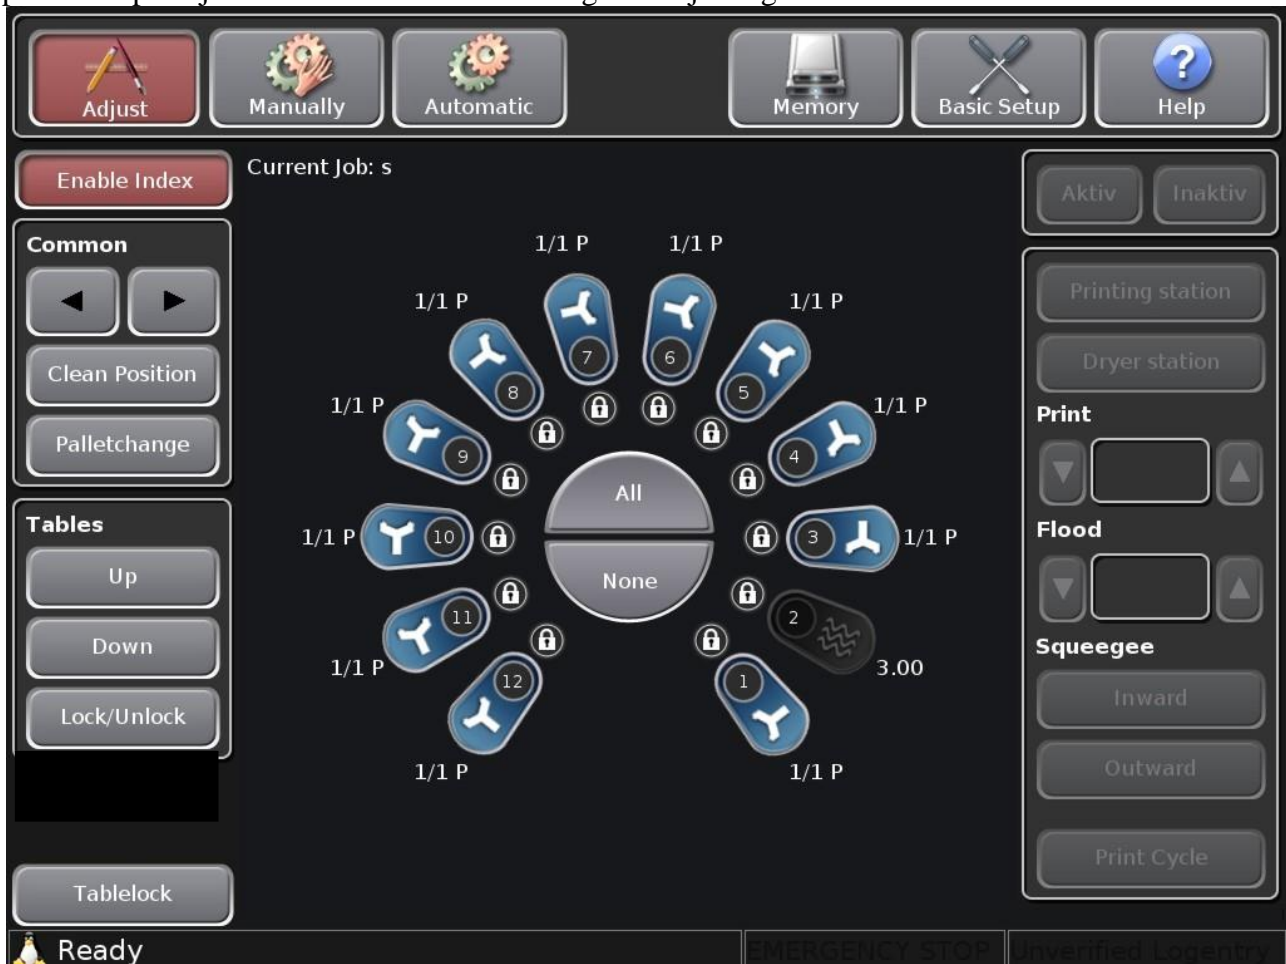 Adjust
Manually
Automatic
Memory
Basic Setup
Help
Enable Index
Current Job: s
Aktiv
Inaktiv
Common
Clean Position
Palletchange
Tables
Up
Down
Lock/Unlock
Tablelock
1/1 P
1/1 P
1/1 P
1/1 P
1/1 P
1/1 P
1/1 P
1/1 P
1/1 P
1/1 P
3.00
1/1 P
7
6
8
5
9
4
10
3
11
2
12
1
All
None
Printing station
Dryer station
Print
Flood
Squeegee
Inward
Outward
Print Cycle
Ready
EMERGENCY STOP
Unverified Logentry